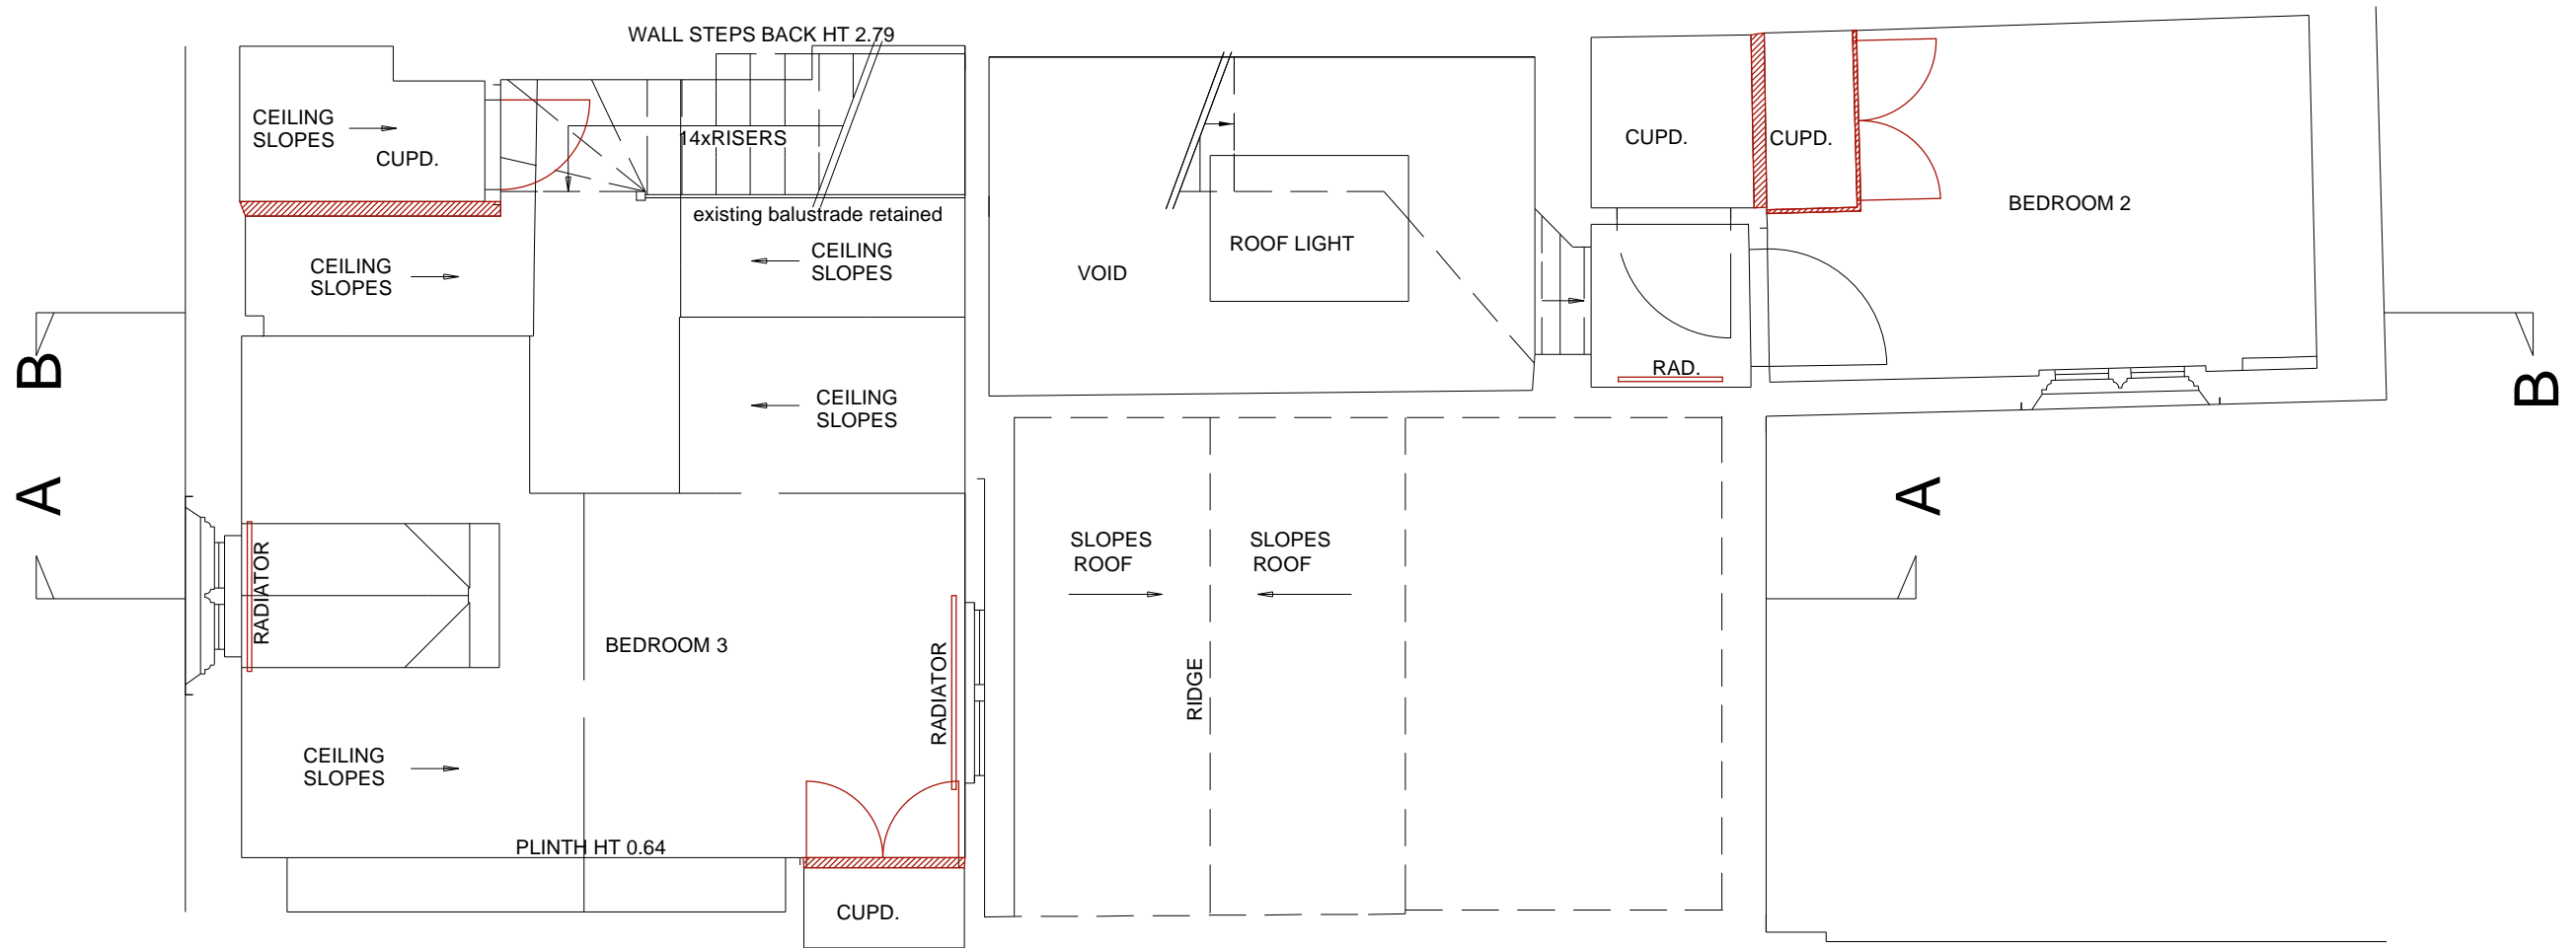 WALL STEPS BACK HT 2.79
CEILING
SLOPES
CUPD.
14xRISERS
existing balustrade retained
CEILING
SLOPES
CEILING
SLOPES
CEILING
SLOPES
VOID
ROOF LIGHT
CUPD.
CUPD.
BEDROOM 2
RAD.
B
B
A
A
RADIATOR
BEDROOM 3
RADIATOR
SLOPES
ROOF
SLOPES
ROOF
RIDGE
CEILING
SLOPES
PLINTH HT 0.64
CUPD.